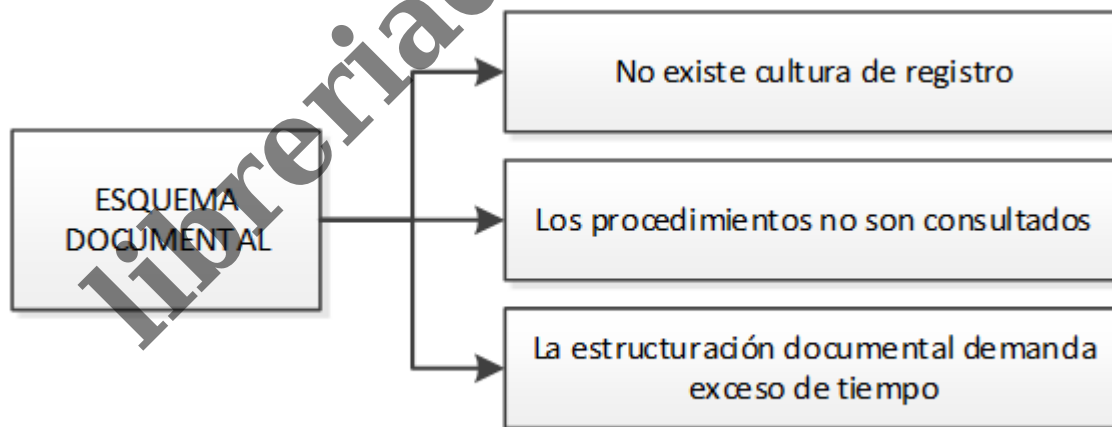 No existe cultura de registro
ESQUEMA
DOCUMENTAL
Los procedimientos no son consultados
La estructuración documental demanda
exceso de tiempo